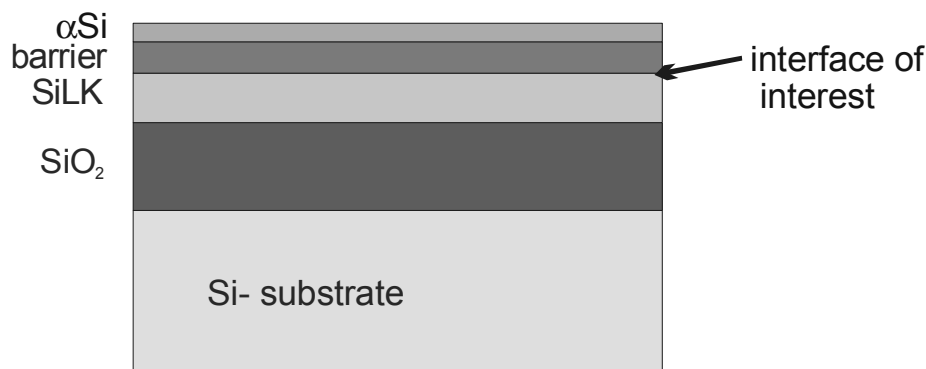 αSi
barrier
SiLK
SiO₂
Si- substrate
interface of
interest